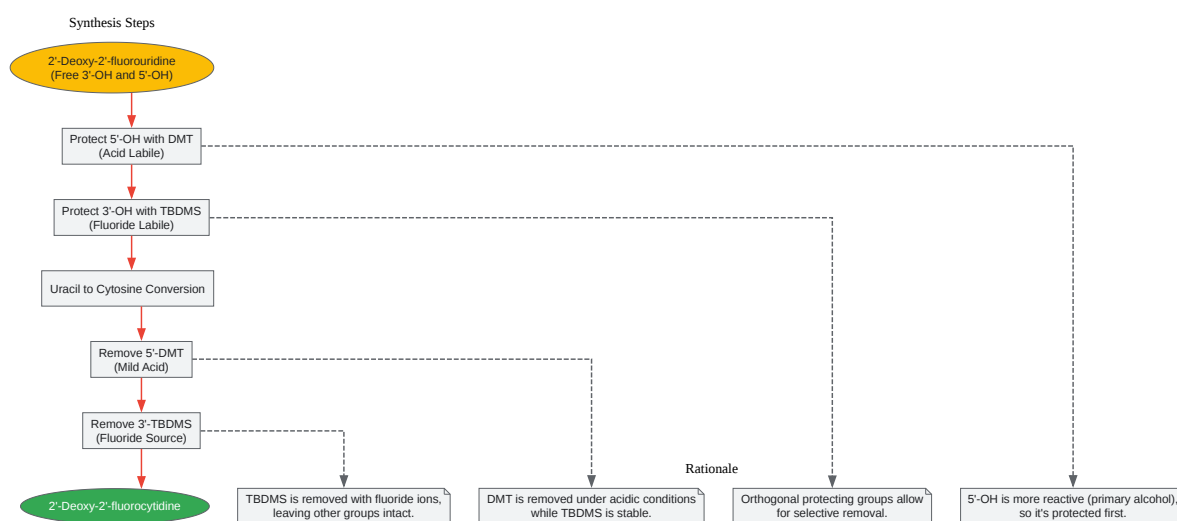 Synthesis Steps
2'-Deoxy-2'-fluorouridine
(Free 3'-OH and 5'-OH)
Protect 5'-OH with DMT
(Acid Labile)
Protect 3'-OH with TBDMS
(Fluoride Labile)
Uracil to Cytosine Conversion
Remove 5'-DMT
(Mild Acid)
Remove 3'-TBDMS
(Fluoride Source)
2'-Deoxy-2'-fluorocytidine
Rationale
TBDMS is removed with fluoride ions,
leaving other groups intact.
DMT is removed under acidic conditions
while TBDMS is stable.
Orthogonal protecting groups allow
for selective removal.
5'-OH is more reactive (primary alcohol),
so it's protected first.